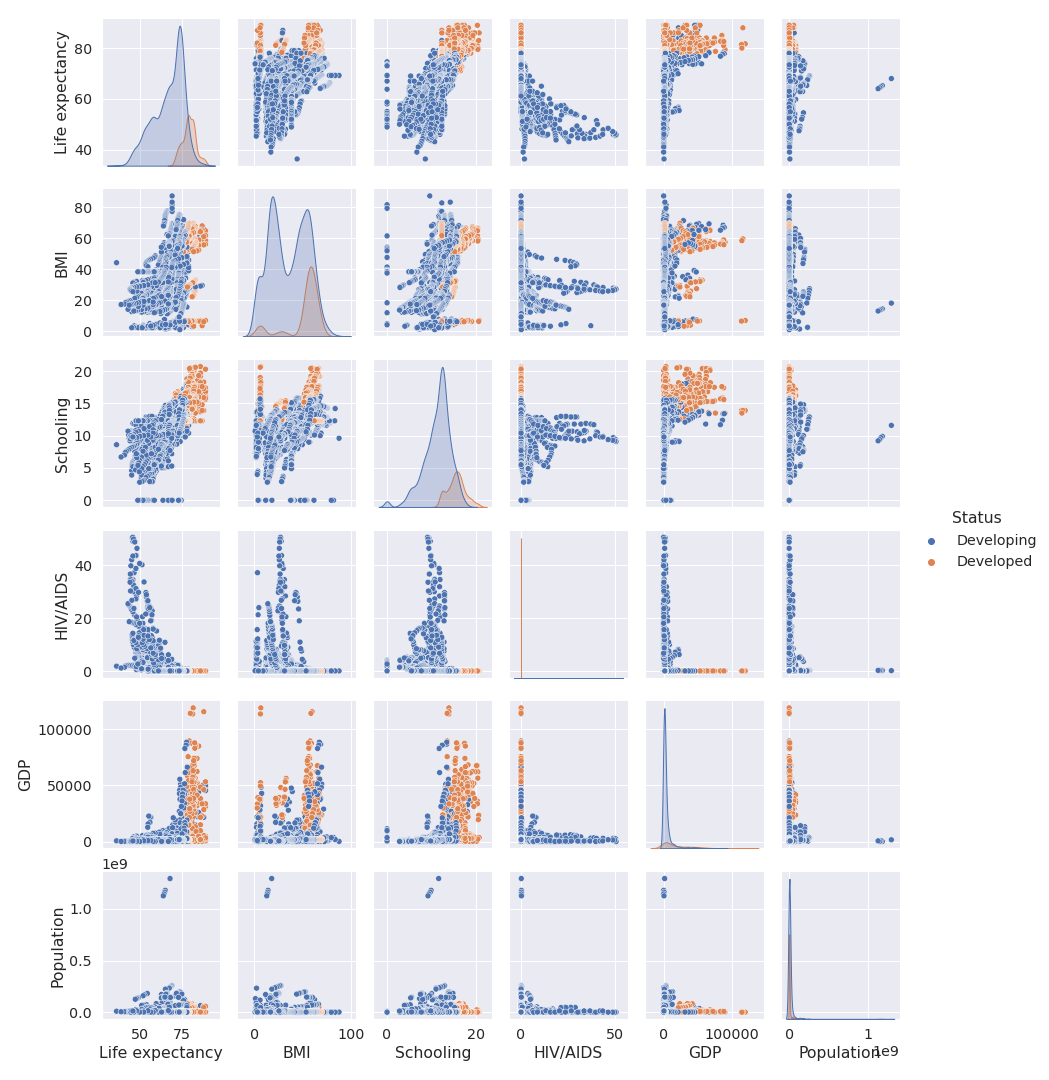 Life expectancy
80
60
40
BMI
80
60
40
20
0
Schooling
20
15
10
5
0
Status
Developing
Developed
HIV/AIDS
40
20
0
GDP
100000
50000
0
1e9
Population
1.0
0.5
0.0
50 75 0 100 0 20 0 50 0 100000 0 1
Life expectancy BMI Schooling HIV/AIDS GDP Population 1e9